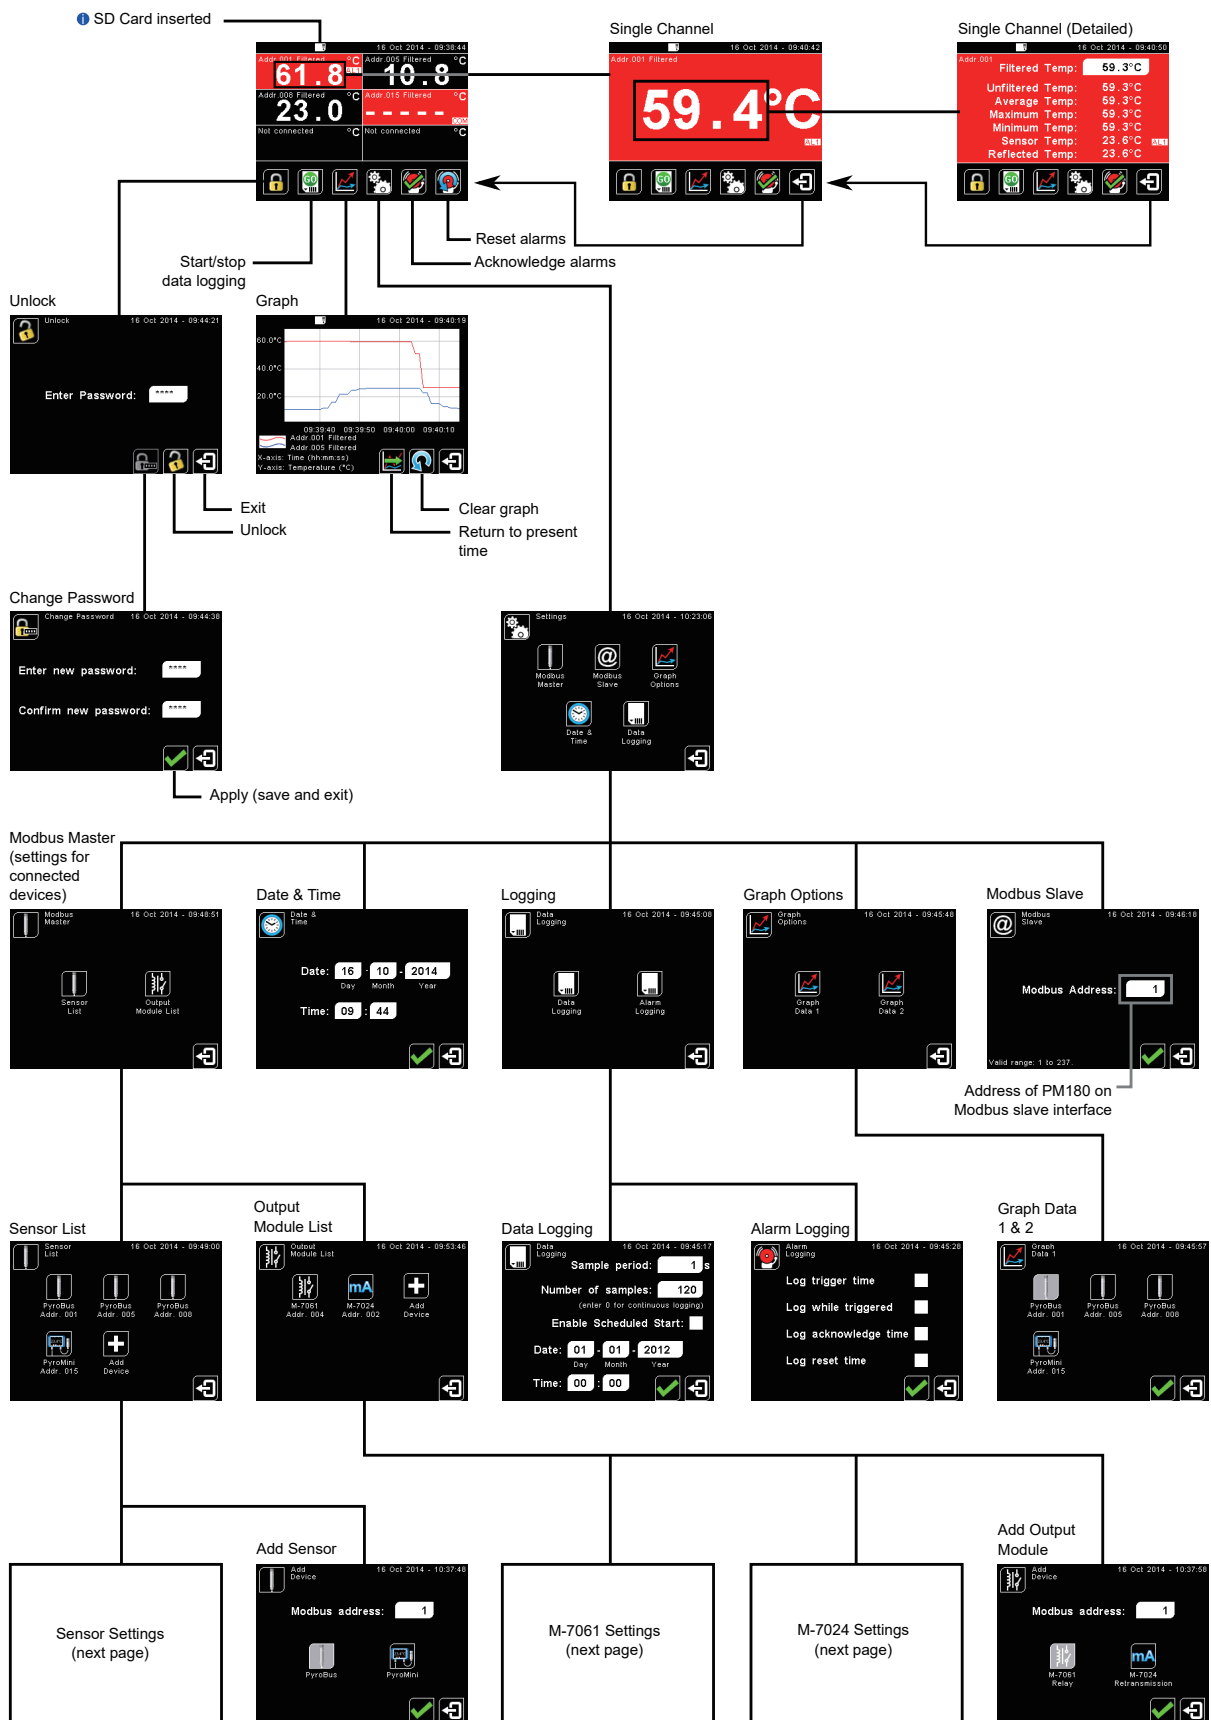 SD Card inserted
16 Oct 2014 - 09:38:44
Addr.001 Filtered °C
61.8
AL1
Addr.005 Filtered °C
10.8
Addr.008 Filtered °C
23.0
Addr.015 Filtered °C
- - - - -
COM
Not connected °C
Not connected °C
GO
Single Channel
16 Oct 2014 - 09:40:42
Addr.001 Filtered
59.4°C
AL1
GO
Single Channel (Detailed)
16 Oct 2014 - 09:40:50
Addr.001
Filtered Temp: 59.3°C
Unfiltered Temp: 59.3°C
Average Temp: 59.3°C
Maximum Temp: 59.3°C
Minimum Temp: 59.3°C
Sensor Temp: 23.6°C
AL1
Reflected Temp: 23.6°C
GO
Reset alarms
Acknowledge alarms
Start/stop
data logging
Unlock
Unlock
16 Oct 2014 - 09:44:21
Enter Password: ****
Exit
Unlock
Graph
16 Oct 2014 - 09:40:19
60.0°C
40.0°C
20.0°C
09:39:40 09:39:50 09:40:00 09:40:10
Addr.001 Filtered
Addr.005 Filtered
X-axis: Time (hh:mm:ss)
Y-axis: Temperature (°C)
Clear graph
Return to present
time
Change Password
Change Password
16 Oct 2014 - 09:44:38
Enter new password: ****
Confirm new password: ****
Apply (save and exit)
Settings
16 Oct 2014 - 10:23:06
Modbus
Master
@
Modbus
Slave
Graph
Options
Date &
Time
Data
Logging
Modbus Master
(settings for
connected
devices)
Modbus
Master
16 Oct 2014 - 09:48:51
Sensor
List
Output
Module List
Date & Time
Date &
Time
Date: 16 - 10 - 2014
Day Month Year
Time: 09 : 44
Logging
Data
Logging
16 Oct 2014 - 09:45:08
Data
Logging
Alarm
Logging
Graph Options
Graph
Options
16 Oct 2014 - 09:45:48
Graph
Data 1
Graph
Data 2
Modbus Slave
@
Modbus
Slave
16 Oct 2014 - 09:46:18
Modbus Address: 1
Valid range: 1 to 237.
Address of PM180 on
Modbus slave interface
Sensor List
Sensor
List
16 Oct 2014 - 09:49:00
PyroBus
Addr. 001
PyroBus
Addr. 005
PyroBus
Addr. 008
PyroMini
Addr. 015
Add
Device
Output
Module List
Output
Module List
16 Oct 2014 - 09:53:46
M-7061
Addr. 004
mA
M-7024
Addr. 002
Add
Device
Data Logging
Data
Logging
16 Oct 2014 - 09:45:17
Sample period: 1 s
Number of samples: 120
(enter 0 for continuous logging)
Enable Scheduled Start:
Date: 01 - 01 - 2012
Day Month Year
Time: 00 : 00
Alarm Logging
Alarm
Logging
16 Oct 2014 - 09:45:28
Log trigger time
Log while triggered
Log acknowledge time
Log reset time
Graph Data
1 & 2
Graph
Data 1
16 Oct 2014 - 09:45:57
PyroBus
Addr. 001
PyroBus
Addr. 005
PyroBus
Addr. 008
PyroMini
Addr. 015
Sensor Settings
(next page)
Add Sensor
Add
Device
16 Oct 2014 - 10:37:48
Modbus address: 1
PyroBus
PyroMini
M-7061 Settings
(next page)
M-7024 Settings
(next page)
Add Output
Module
Add
Device
16 Oct 2014 - 10:37:58
Modbus address: 1
M-7061
Relay
mA
M-7024
Retransmission